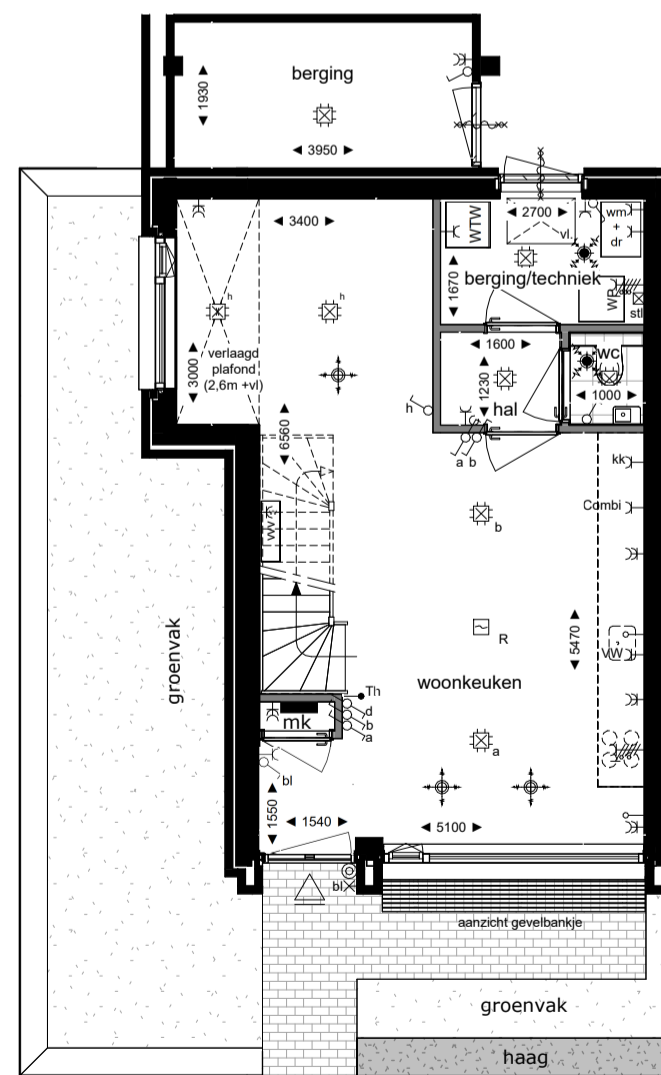 berging
1930
3950
3400
2700
WTW
vl.
wm
+
dr
1670
berging/techniek
WP
stl
h
h
verlaagd
plafond
(2,6m +vl)
3000
1600
wc
1230
1000
h
hal
6560
a b
kk
Combi
b
5470
R
VW
groenvak
woonkeuken
Th
d
mk
b
a
a
bl
1550
1540
5100
bl
aanzicht gevelbankje
groenvak
haag